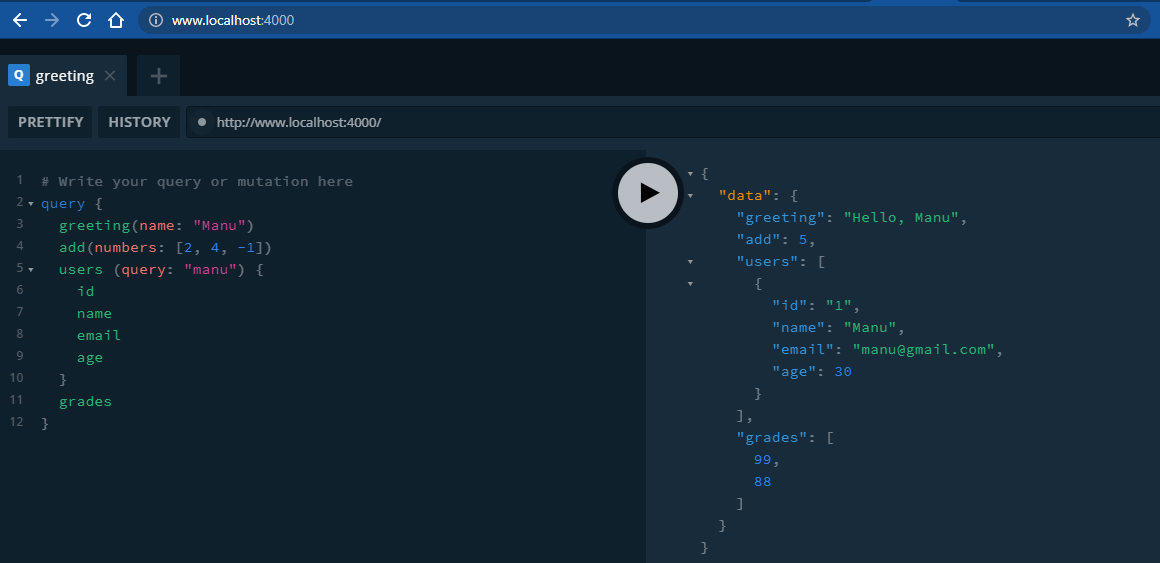 www.localhost:4000
Q greeting
PRETTIFY HISTORY http://www.localhost:4000/
1 # Write your query or mutation here
2 query {
3 greeting(name: "Manu")
4 add(numbers: [2, 4, -1])
5 users (query: "manu") {
6 id
7 name
8 email
9 age
10 }
11 grades
12 }
{
"data": {
"greeting": "Hello, Manu",
"add": 5,
"users": [
{
"id": "1",
"name": "Manu",
"email": "manu@gmail.com",
"age": 30
}
],
"grades": [
99,
88
]
}
}